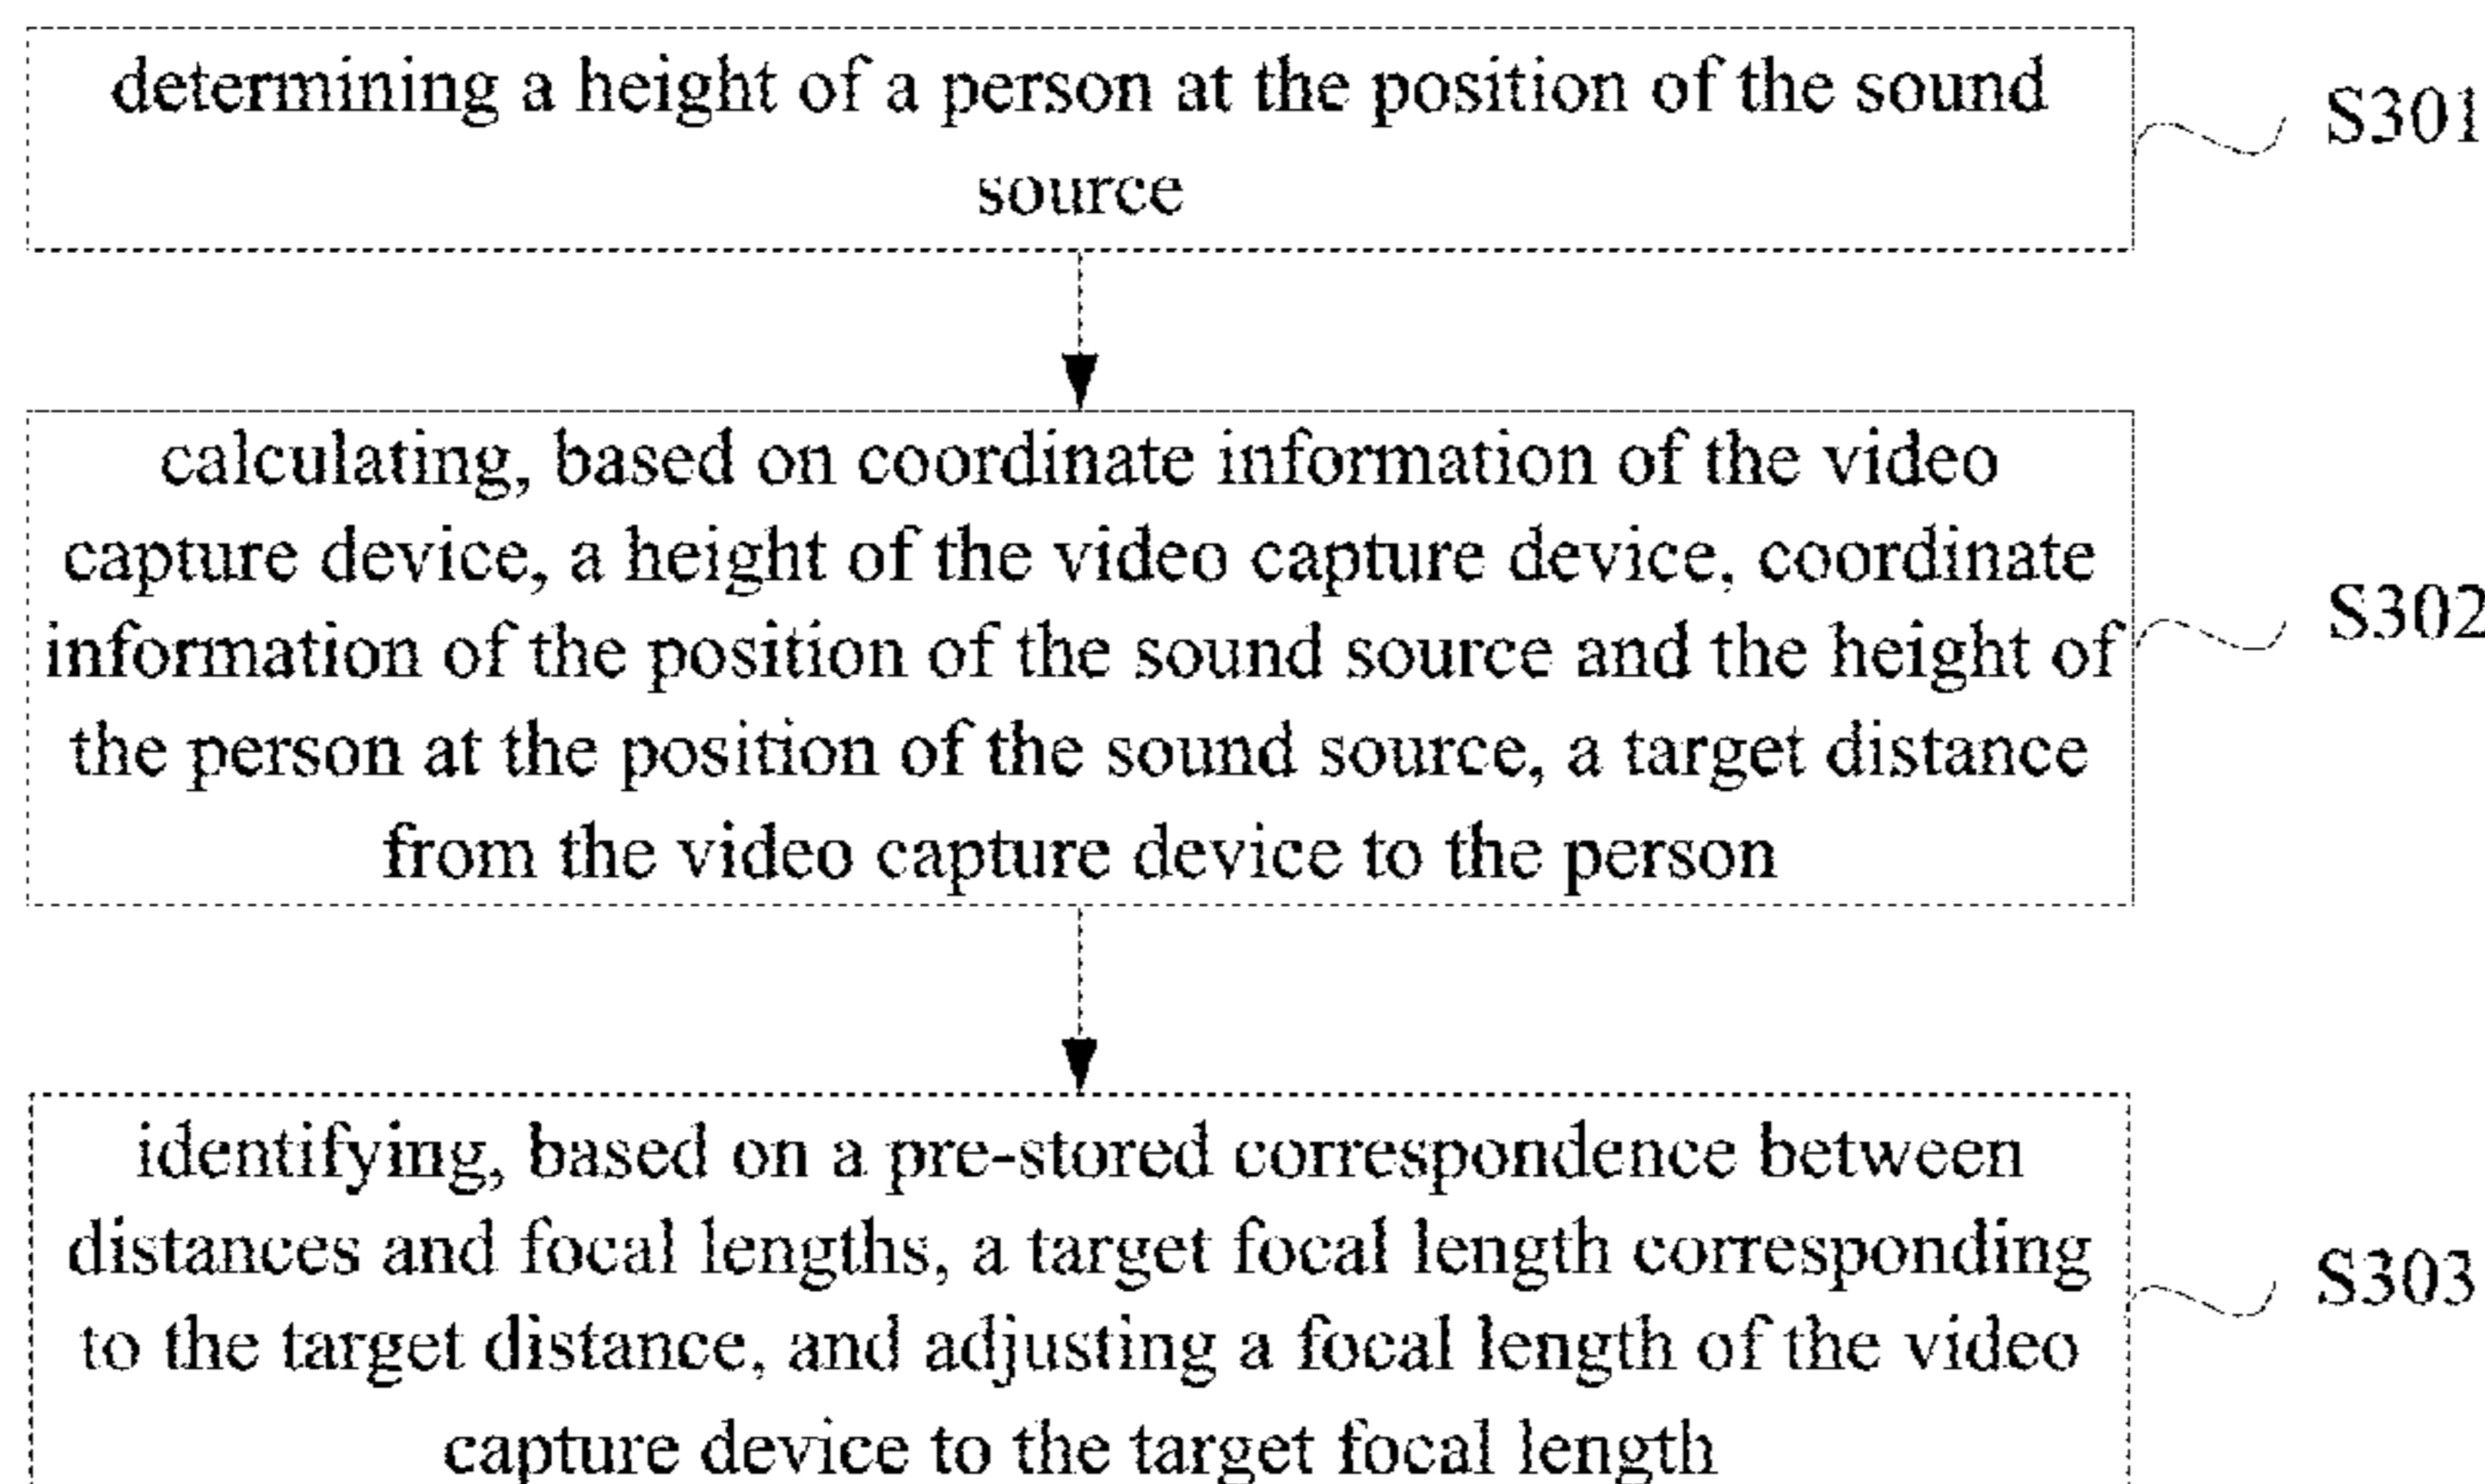 determining a height of a person at the position of the sound
source
S301
calculating, based on coordinate information of the video
capture device, a height of the video capture device, coordinate
information of the position of the sound source and the height of
the person at the position of the sound source, a target distance
from the video capture device to the person
S302
identifying, based on a pre-stored correspondence between
distances and focal lengths, a target focal length corresponding
to the target distance, and adjusting a focal length of the video
capture device to the target focal length
S303